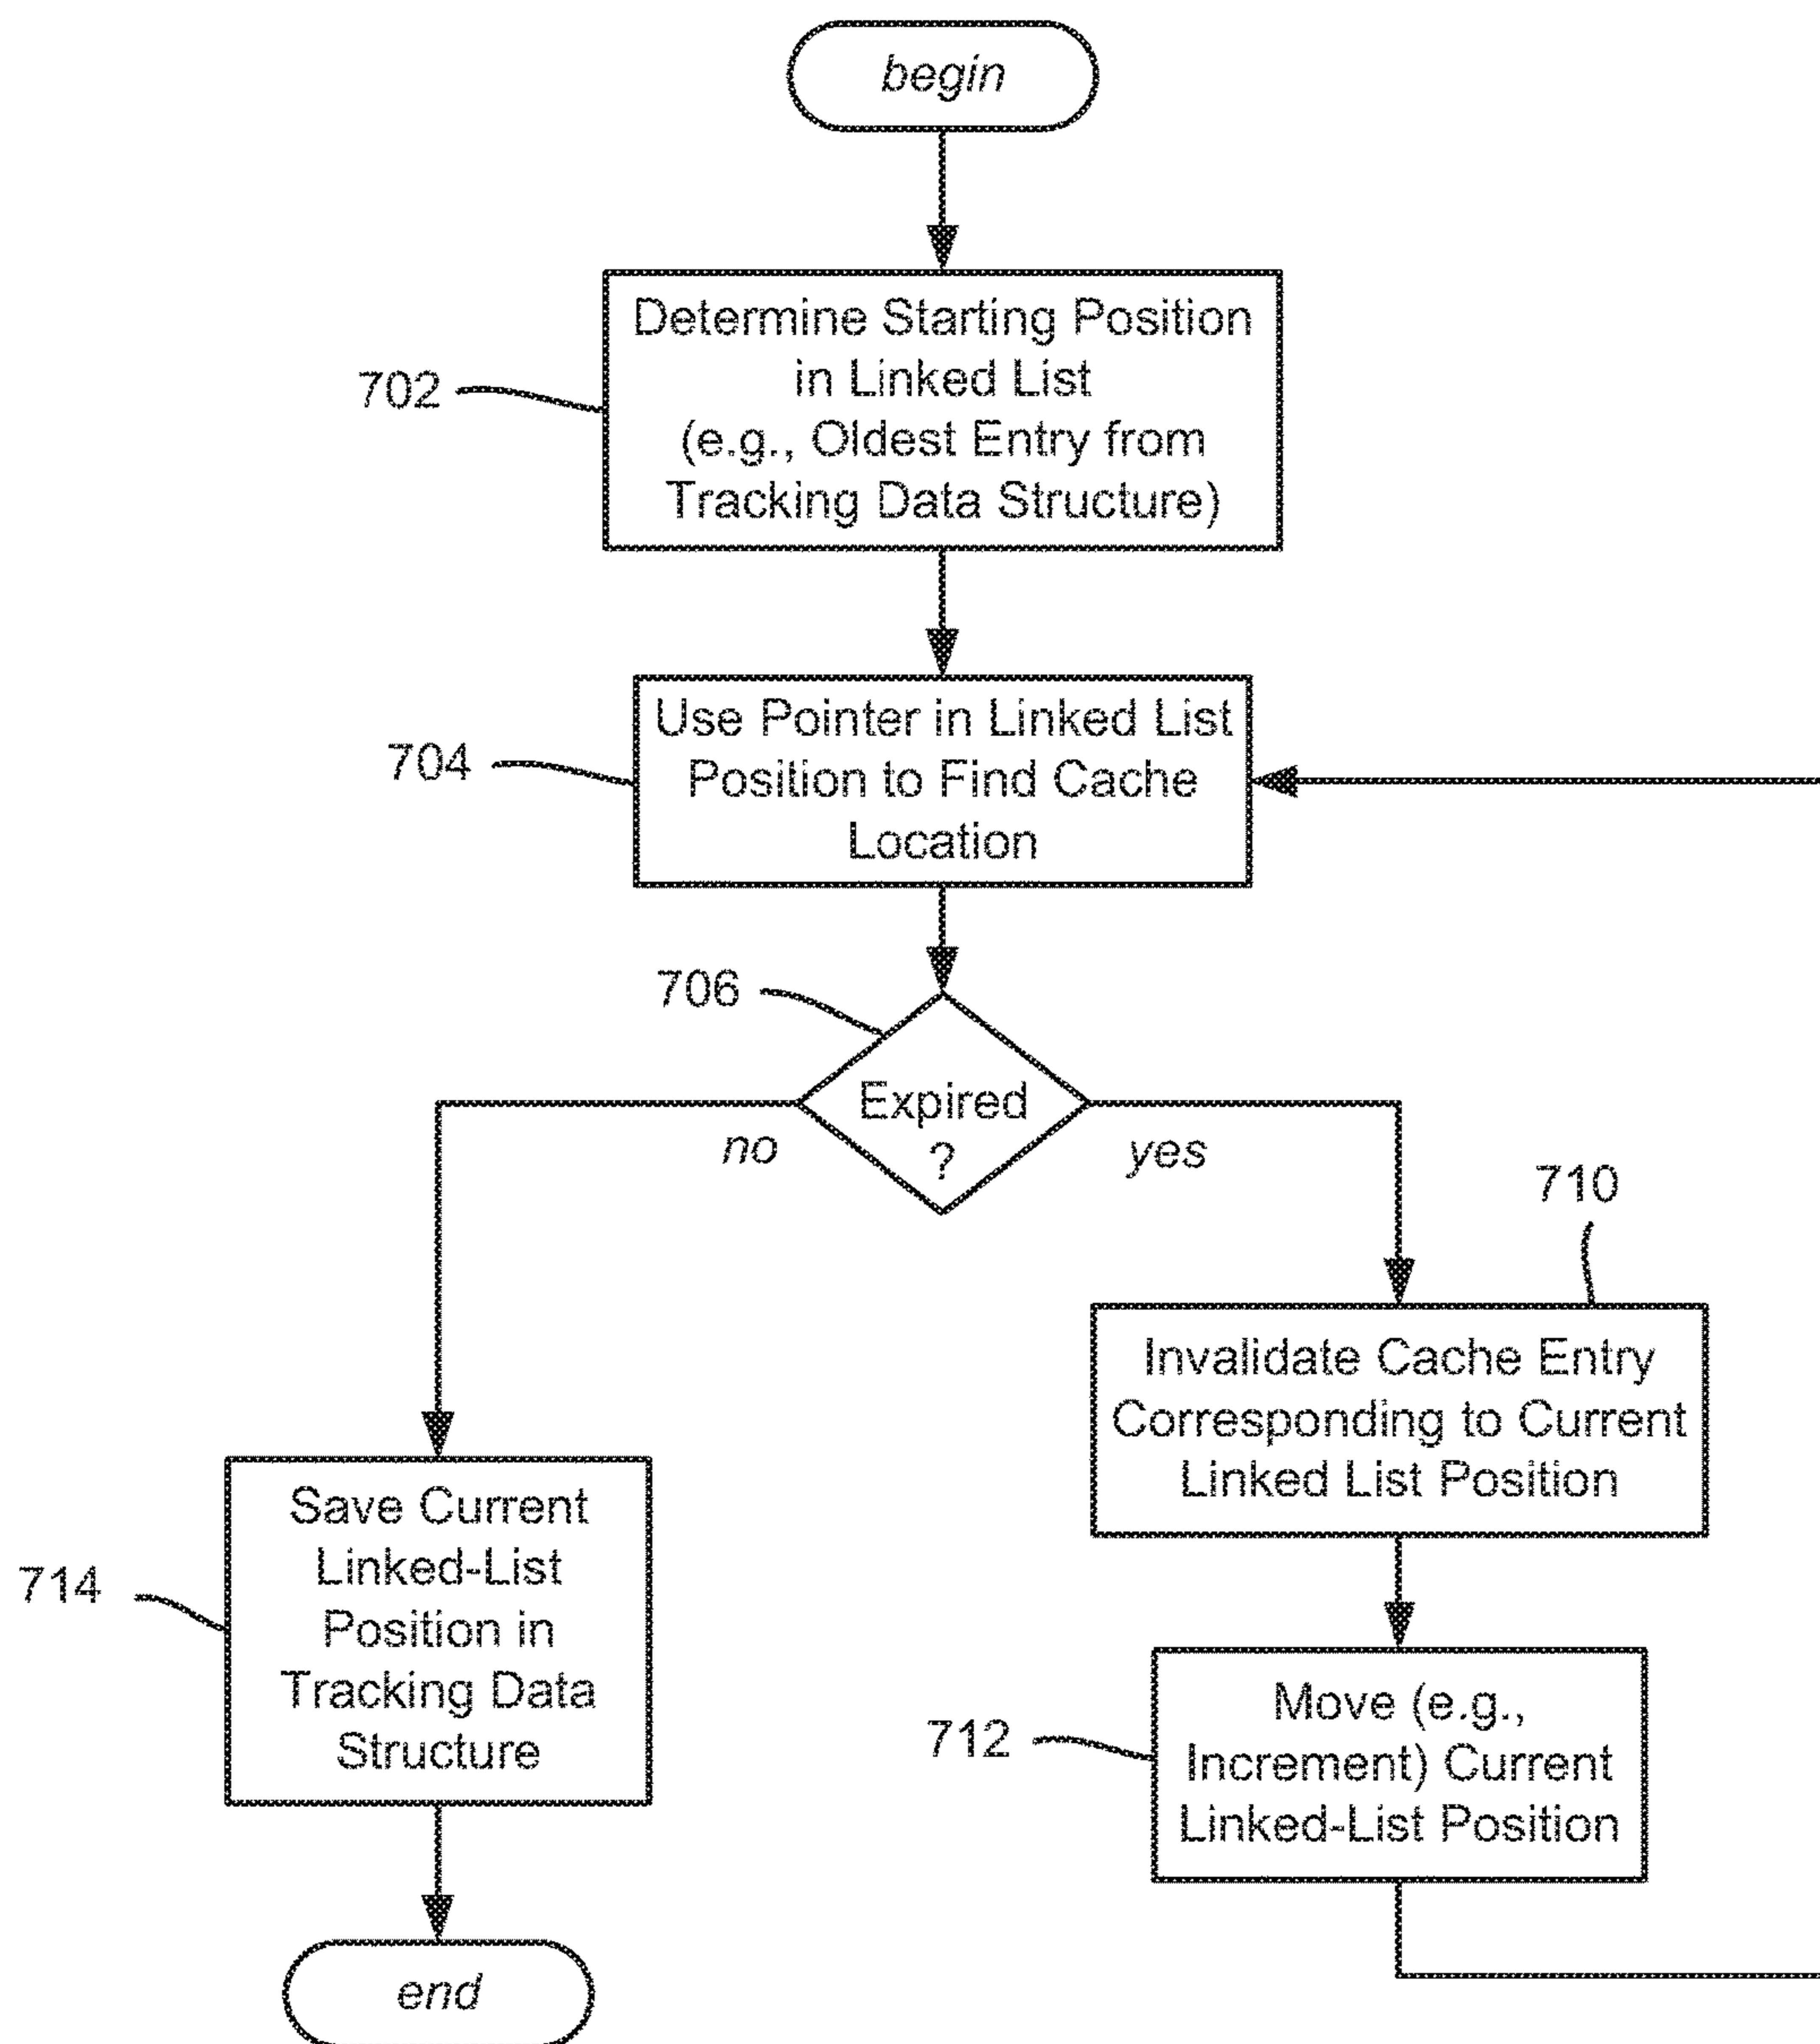 begin
Determine Starting Position
in Linked List
(e.g., Oldest Entry from
Tracking Data Structure)
702
Use Pointer in Linked List
Position to Find Cache
Location
704
706
Expired
?
no
yes
710
Invalidate Cache Entry
Corresponding to Current
Linked List Position
Save Current
Linked-List
Position in
Tracking Data
Structure
714
Move (e.g.,
Increment) Current
Linked-List Position
712
end